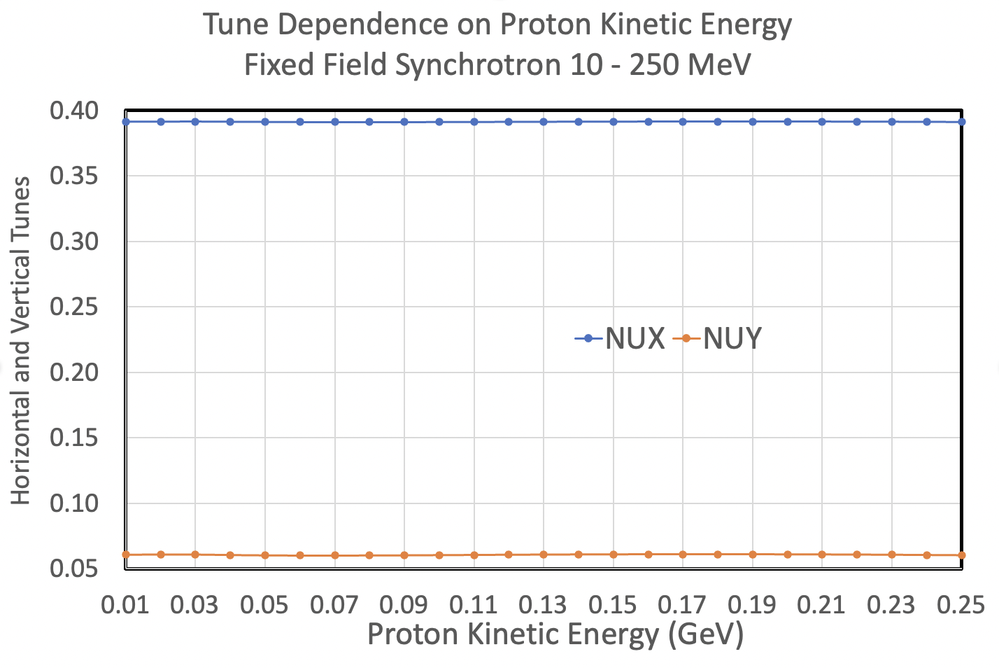 Tune Dependence on Proton Kinetic Energy
Fixed Field Synchrotron 10 - 250 MeV
Horizontal and Vertical Tunes
0.40
0.35
0.30
0.25
0.20
0.15
0.10
0.05
NUX NUY
0.01 0.03 0.05 0.07 0.09 0.11 0.13 0.15 0.17 0.19 0.21 0.23 0.25
Proton Kinetic Energy (GeV)